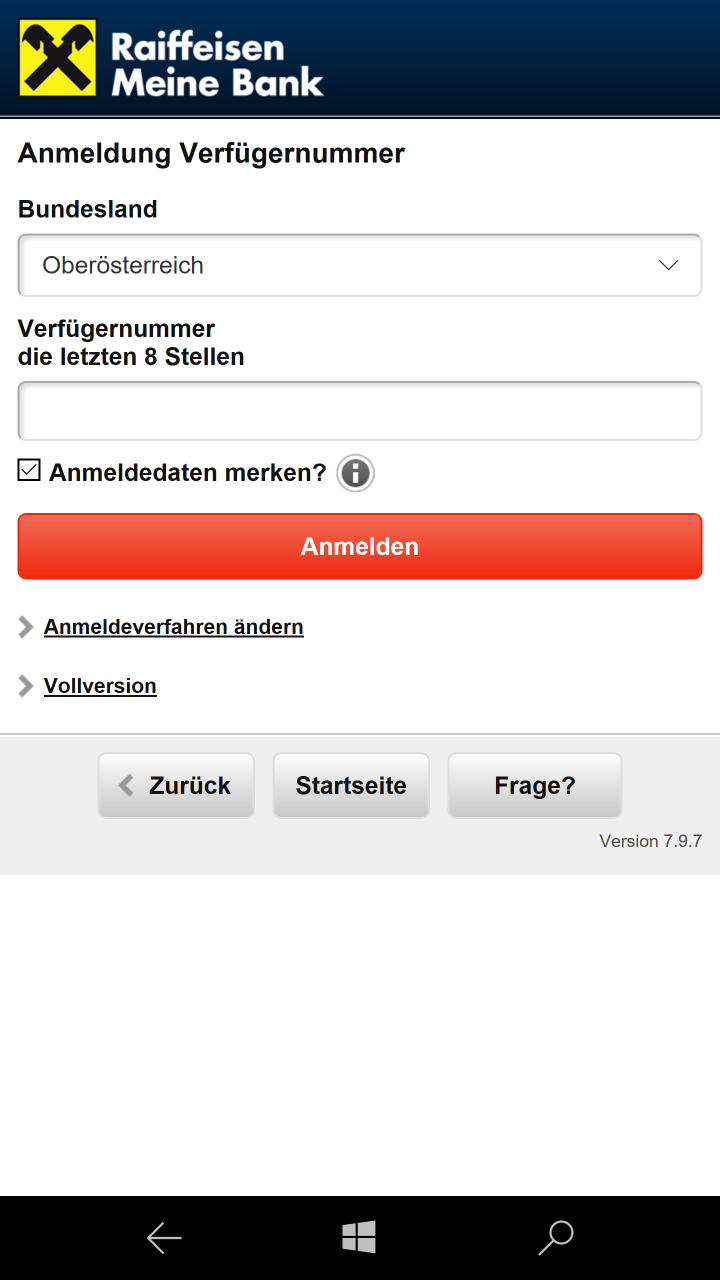 Raiffeisen
Meine Bank
Anmeldung Verfügernummer
Bundesland
Oberösterreich
Verfügernummer
die letzten 8 Stellen
Anmeldedaten merken?
Anmelden
Anmeldeverfahren ändern
Vollversion
Zurück
Startseite
Frage?
Version 7.9.7